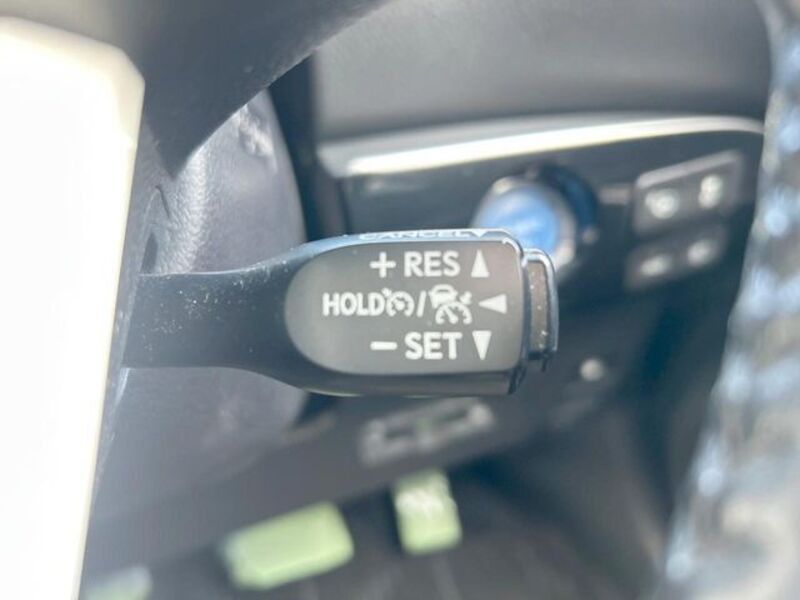 CANCEL
+ RES ▲
HOLD / ◀
− SET ▼